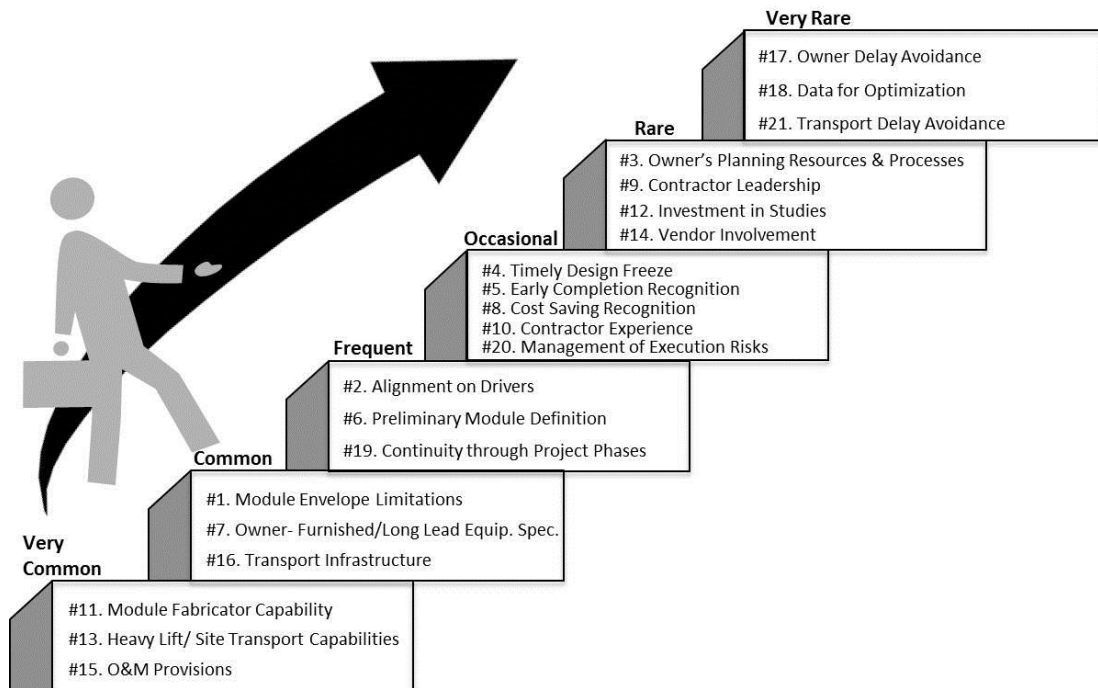 Very Rare
#17. Owner Delay Avoidance
#18. Data for Optimization
#21. Transport Delay Avoidance
Rare
#3. Owner's Planning Resources & Processes
#9. Contractor Leadership
#12. Investment in Studies
#14. Vendor Involvement
Occasional
#4. Timely Design Freeze
#5. Early Completion Recognition
#8. Cost Saving Recognition
#10. Contractor Experience
#20. Management of Execution Risks
Frequent
#2. Alignment on Drivers
#6. Preliminary Module Definition
#19. Continuity through Project Phases
Common
#1. Module Envelope Limitations
#7. Owner- Furnished/Long Lead Equip. Spec.
#16. Transport Infrastructure
Very
Common
#11. Module Fabricator Capability
#13. Heavy Lift/ Site Transport Capabilities
#15. O&M Provisions